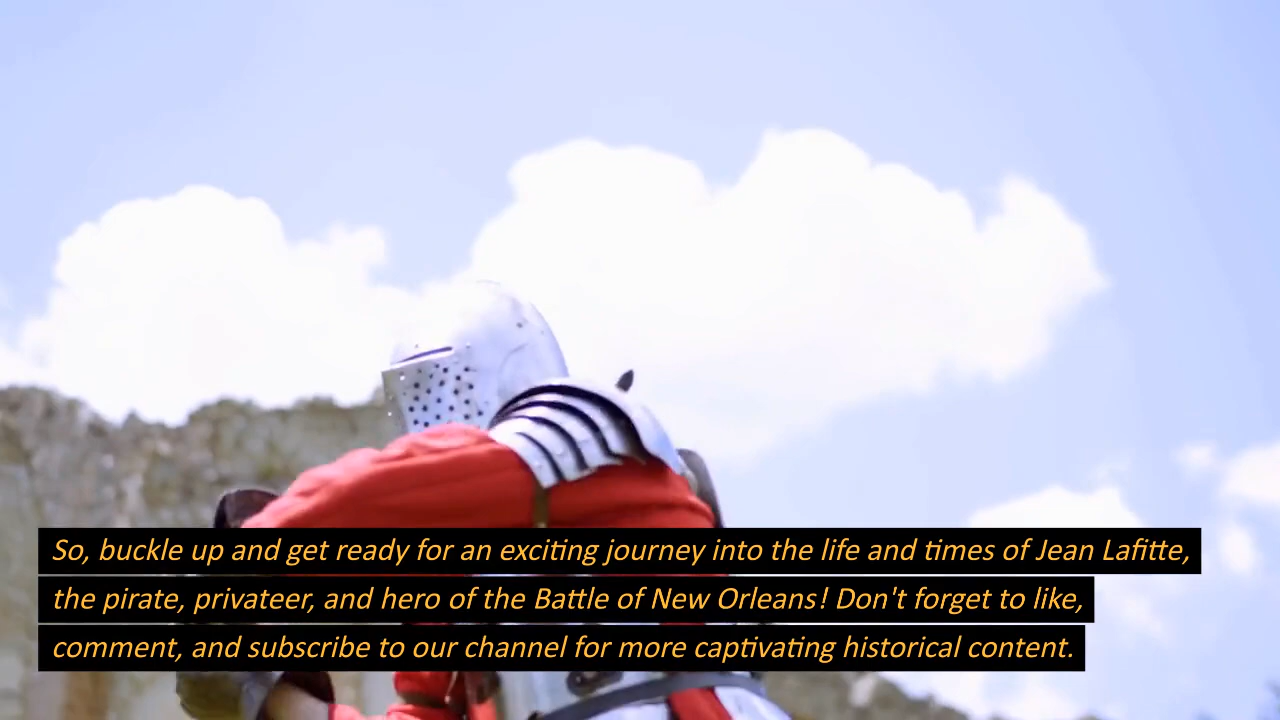 So, buckle up and get ready for an exciting journey into the life and times of Jean Lafitte,
the pirate, privateer, and hero of the Battle of New Orleans! Don't forget to like,
comment, and subscribe to our channel for more captivating historical content.